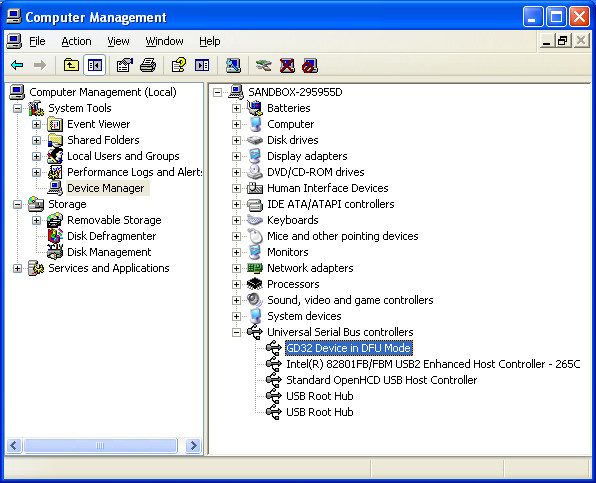 Computer Management
File Action View Window Help
Computer Management (Local)
System Tools
Event Viewer
Shared Folders
Local Users and Groups
Performance Logs and Alerts
Device Manager
Storage
Removable Storage
Disk Defragmenter
Disk Management
Services and Applications
SANDBOX-295955D
Batteries
Computer
Disk drives
Display adapters
DVD/CD-ROM drives
Human Interface Devices
IDE ATA/ATAPI controllers
Keyboards
Mice and other pointing devices
Monitors
Network adapters
Processors
Sound, video and game controllers
System devices
Universal Serial Bus controllers
GD32 Device in DFU Mode
Intel(R) 82801FB/FBM USB2 Enhanced Host Controller - 265C
Standard OpenHCD USB Host Controller
USB Root Hub
USB Root Hub